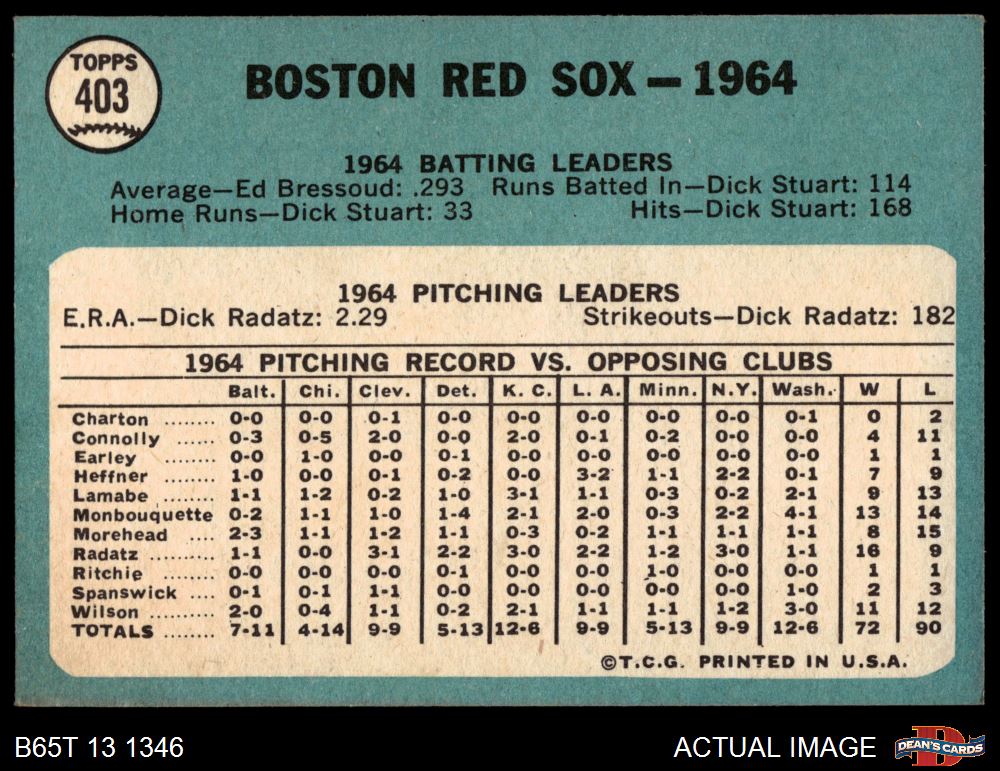 TOPPS
403
BOSTON RED SOX — 1964
1964 BATTING LEADERS
Average—Ed Bressoud: .293 Runs Batted In—Dick Stuart: 114
Home Runs—Dick Stuart: 33 Hits—Dick Stuart: 168
1964 PITCHING LEADERS
E.R.A.—Dick Radatz: 2.29 Strikeouts—Dick Radatz: 182
1964 PITCHING RECORD VS. OPPOSING CLUBS
Balt. Chi. Clev. Det. K. C. L. A. Minn. N.Y. Wash. W L
Charton ........ 0-0 0-0 0-1 0-0 0-0 0-0 0-0 0-0 0-1 0 2
Connolly ...... 0-3 0-5 2-0 0-0 2-0 0-1 0-2 0-0 0-0 4 11
Earley ........ 0-0 1-0 0-0 0-1 0-0 0-0 0-0 0-0 0-0 1 1
Heffner ........ 1-0 0-0 0-1 0-2 0-0 3-2 1-1 2-2 0-1 7 9
Lamabe ........ 1-1 1-2 0-2 1-0 3-1 1-1 0-3 0-2 2-1 9 13
Monbouquette 0-2 1-1 1-0 1-4 2-1 2-0 0-3 2-2 4-1 13 14
Morehead .... 2-3 1-1 1-2 1-1 0-3 0-2 1-1 1-1 1-1 8 15
Radatz .......... 1-1 0-0 3-1 2-2 3-0 2-2 1-2 3-0 1-1 16 9
Ritchie ........ 0-0 0-0 0-0 0-1 0-0 0-0 1-0 0-0 0-0 1 1
Spanswick .... 0-1 0-1 1-1 0-0 0-0 0-0 0-0 0-0 1-0 2 3
Wilson .......... 2-0 0-4 1-1 0-2 2-1 1-1 1-1 1-2 3-0 11 12
TOTALS ........ 7-11 4-14 9-9 5-13 12-6 9-9 5-13 9-9 12-6 72 90
©T.C.G. PRINTED IN U.S.A.
B65T 13 1346 ACTUAL IMAGE
D
DEAN'S CARDS